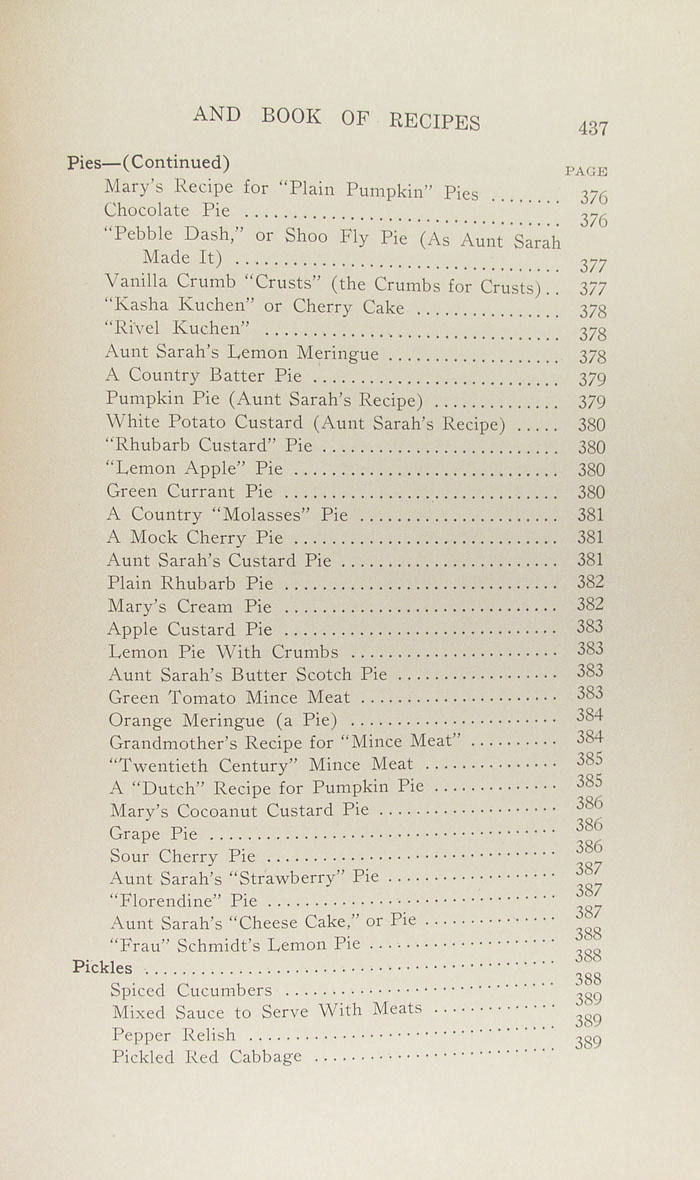 AND BOOK OF RECIPES 437
Pies—(Continued) PAGE
Mary's Recipe for "Plain Pumpkin" Pies ........ 376
Chocolate Pie .................................. 376
"Pebble Dash," or Shoo Fly Pie (As Aunt Sarah
Made It) ................................... 377
Vanilla Crumb "Crusts" (the Crumbs for Crusts).. 377
"Kasha Kuchen" or Cherry Cake ................ 378
"Rivel Kuchen" ................................ 378
Aunt Sarah's Lemon Meringue ................... 378
A Country Batter Pie ........................... 379
Pumpkin Pie (Aunt Sarah's Recipe) .............. 379
White Potato Custard (Aunt Sarah's Recipe) ..... 380
"Rhubarb Custard" Pie .......................... 380
"Lemon Apple" Pie ............................. 380
Green Currant Pie .............................. 380
A Country "Molasses" Pie ...................... 381
A Mock Cherry Pie ............................. 381
Aunt Sarah's Custard Pie ........................ 381
Plain Rhubarb Pie .............................. 382
Mary's Cream Pie .............................. 382
Apple Custard Pie .............................. 383
Lemon Pie With Crumbs ....................... 383
Aunt Sarah's Butter Scotch Pie .................. 383
Green Tomato Mince Meat ...................... 383
Orange Meringue (a Pie) ....................... 384
Grandmother's Recipe for "Mince Meat" .......... 384
"Twentieth Century" Mince Meat ............... 385
A "Dutch" Recipe for Pumpkin Pie .............. 385
Mary's Cocoanut Custard Pie .................... 386
Grape Pie ...................................... 386
Sour Cherry Pie ................................ 386
Aunt Sarah's "Strawberry" Pie ................... 387
"Florendine" Pie ................................ 387
Aunt Sarah's "Cheese Cake," or Pie ............... 387
"Frau" Schmidt's Lemon Pie ..................... 388
Pickles ............................................. 388
Spiced Cucumbers .............................. 388
Mixed Sauce to Serve With Meats .............. 389
Pepper Relish .................................. 389
Pickled Red Cabbage ........................... 389